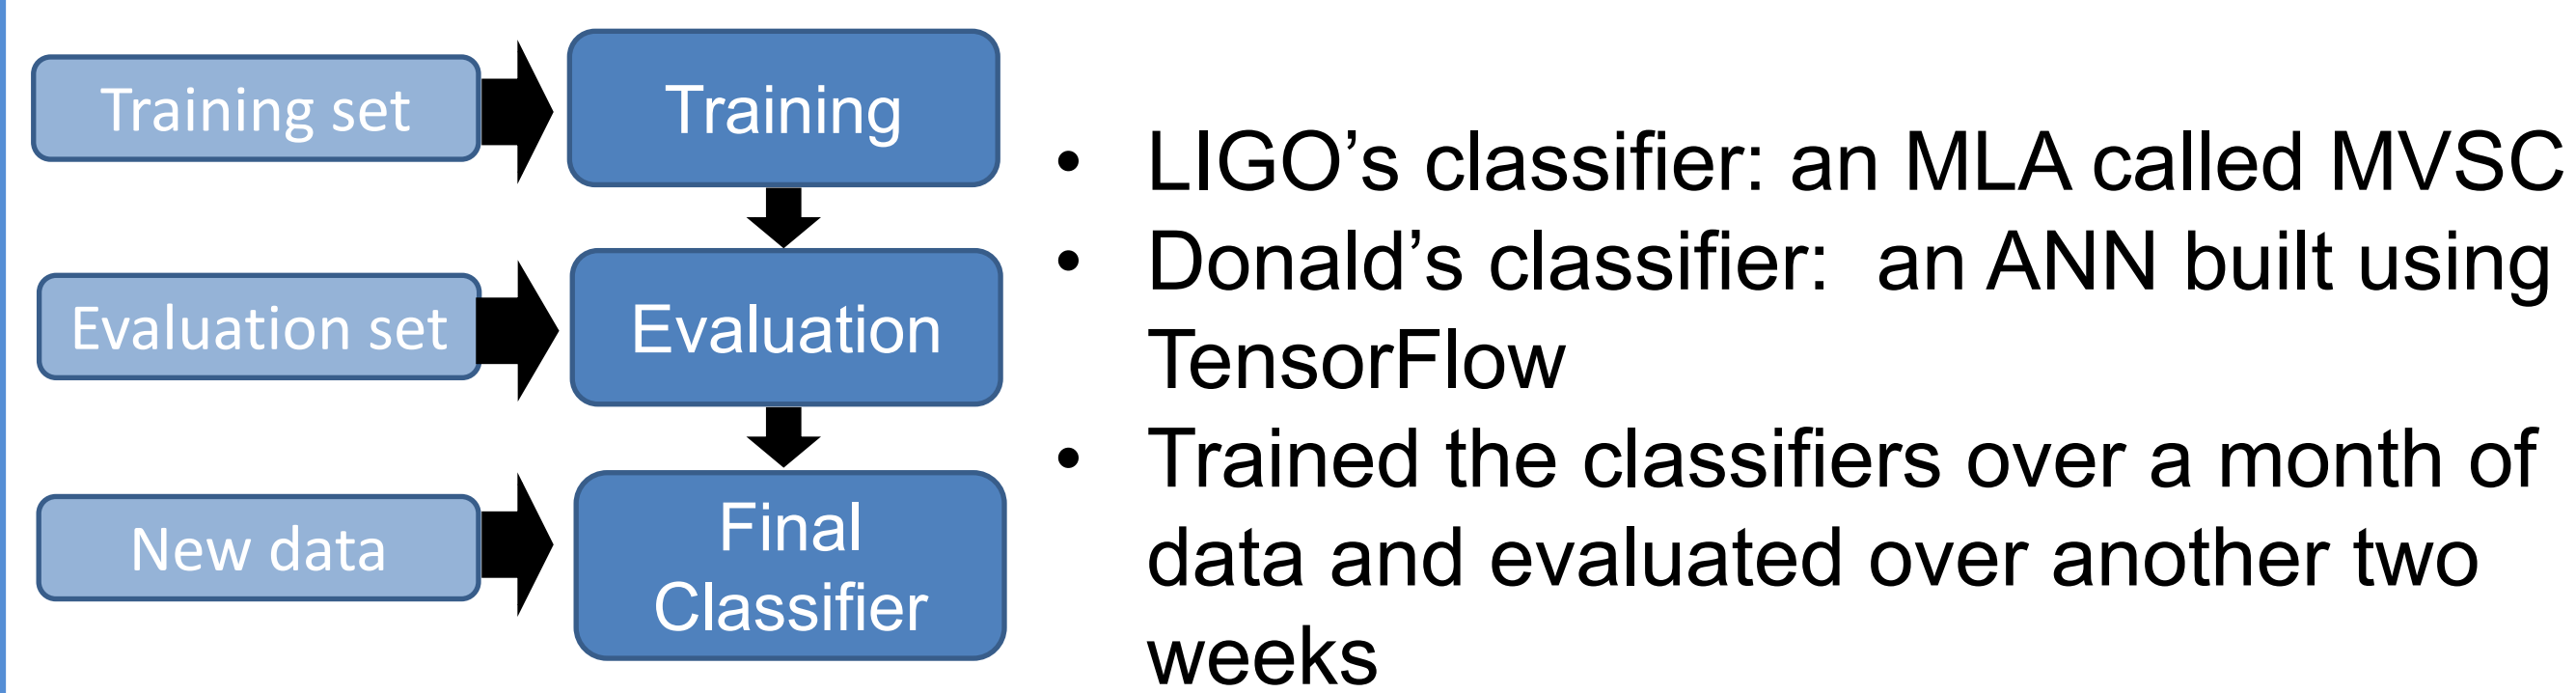 Training set
Training
Evaluation set
Evaluation
New data
Final
Classifier
• LIGO’s classifier: an MLA called MVSC
• Donald’s classifier:  an ANN built using
TensorFlow
• Trained the classifiers over a month of
data and evaluated over another two
weeks